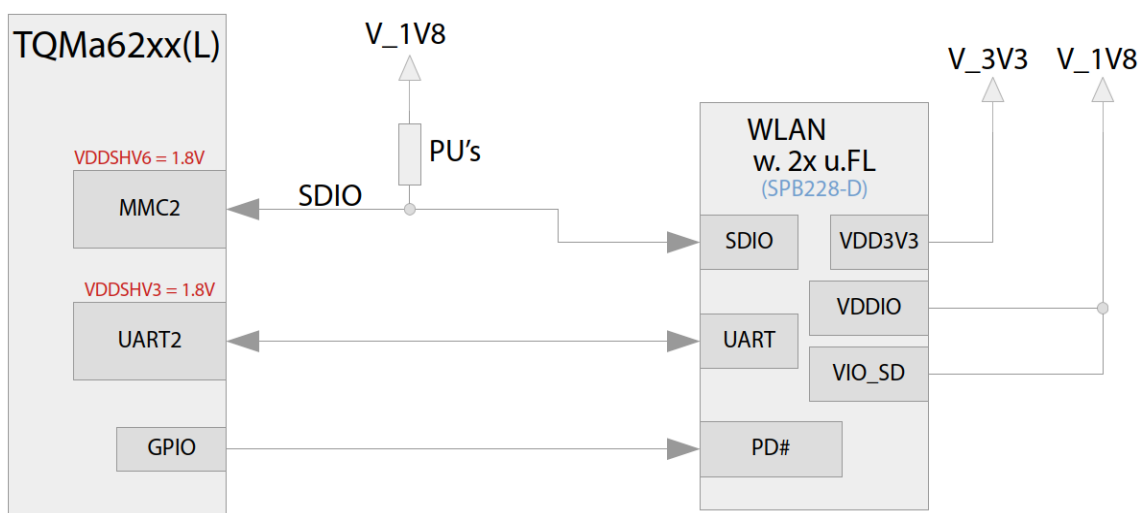 TQMa62xx(L)
VDDSHV6 = 1.8V
MMC2
VDDSHV3 = 1.8V
UART2
GPIO
V_1V8
PU's
SDIO
V_3V3
V_1V8
WLAN
w. 2x u.FL
(SPB228-D)
SDIO
VDD3V3
VDDIO
UART
VIO_SD
PD#